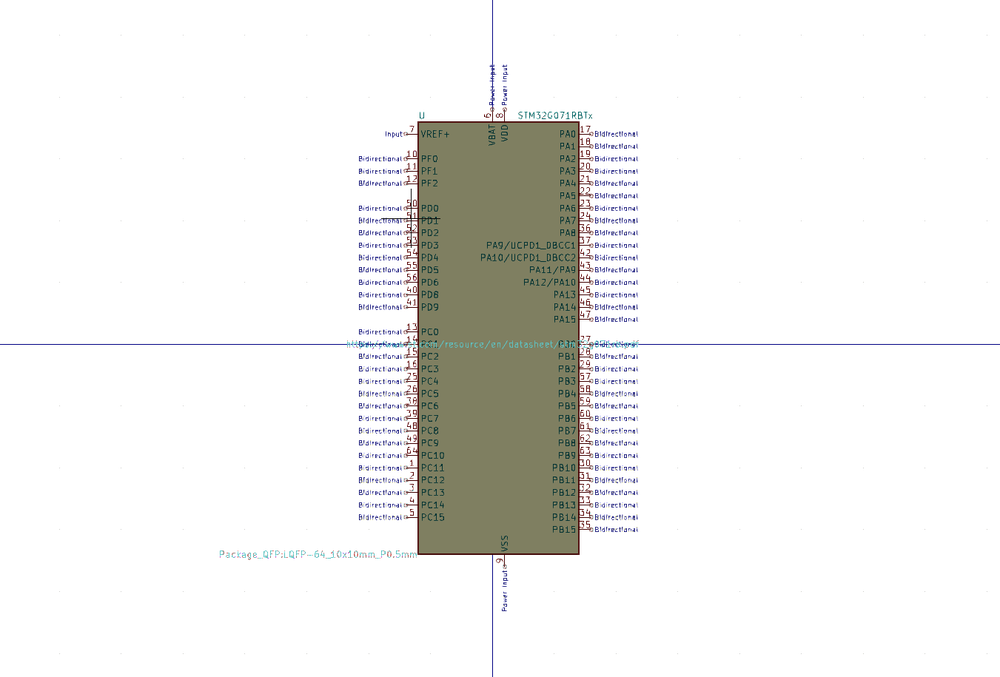 Power Input
Power Input
U STM32G071RBTx
6 8
VBAT VDD
Input 7 VREF+ PA0 17 Bidirectional
PA1 18 Bidirectional
Bidirectional 10 PF0 PA2 19 Bidirectional
Bidirectional 11 PF1 PA3 20 Bidirectional
Bidirectional 12 PF2 PA4 21 Bidirectional
PA5 22 Bidirectional
Bidirectional 50 PD0 PA6 23 Bidirectional
Bidirectional 51 PD1 PA7 24 Bidirectional
Bidirectional 52 PD2 PA8 36 Bidirectional
Bidirectional 53 PD3 PA9/UCPD1_DBCC1 37 Bidirectional
Bidirectional 54 PD4 PA10/UCPD1_DBCC2 42 Bidirectional
Bidirectional 55 PD5 PA11/PA9 43 Bidirectional
Bidirectional 56 PD6 PA12/PA10 44 Bidirectional
Bidirectional 40 PD8 PA13 45 Bidirectional
Bidirectional 41 PD9 PA14 46 Bidirectional
PA15 47 Bidirectional
Bidirectional 13 PC0
14 /resource/en/datasheet/ 27
Bidirectional 15 PC2 PB1 28 Bidirectional
Bidirectional 16 PC3 PB2 29 Bidirectional
Bidirectional 25 PC4 PB3 57 Bidirectional
Bidirectional 26 PC5 PB4 58 Bidirectional
Bidirectional 38 PC6 PB5 59 Bidirectional
Bidirectional 39 PC7 PB6 60 Bidirectional
Bidirectional 48 PC8 PB7 61 Bidirectional
Bidirectional 49 PC9 PB8 62 Bidirectional
Bidirectional 64 PC10 PB9 63 Bidirectional
Bidirectional 1 PC11 PB10 30 Bidirectional
Bidirectional 2 PC12 PB11 31 Bidirectional
Bidirectional 3 PC13 PB12 32 Bidirectional
Bidirectional 4 PC14 PB13 33 Bidirectional
Bidirectional 5 PC15 PB14 34 Bidirectional
PB15 35 Bidirectional
VSS
Package_QFP:LQFP-64_10x10mm_P0.5mm
9
Power Input